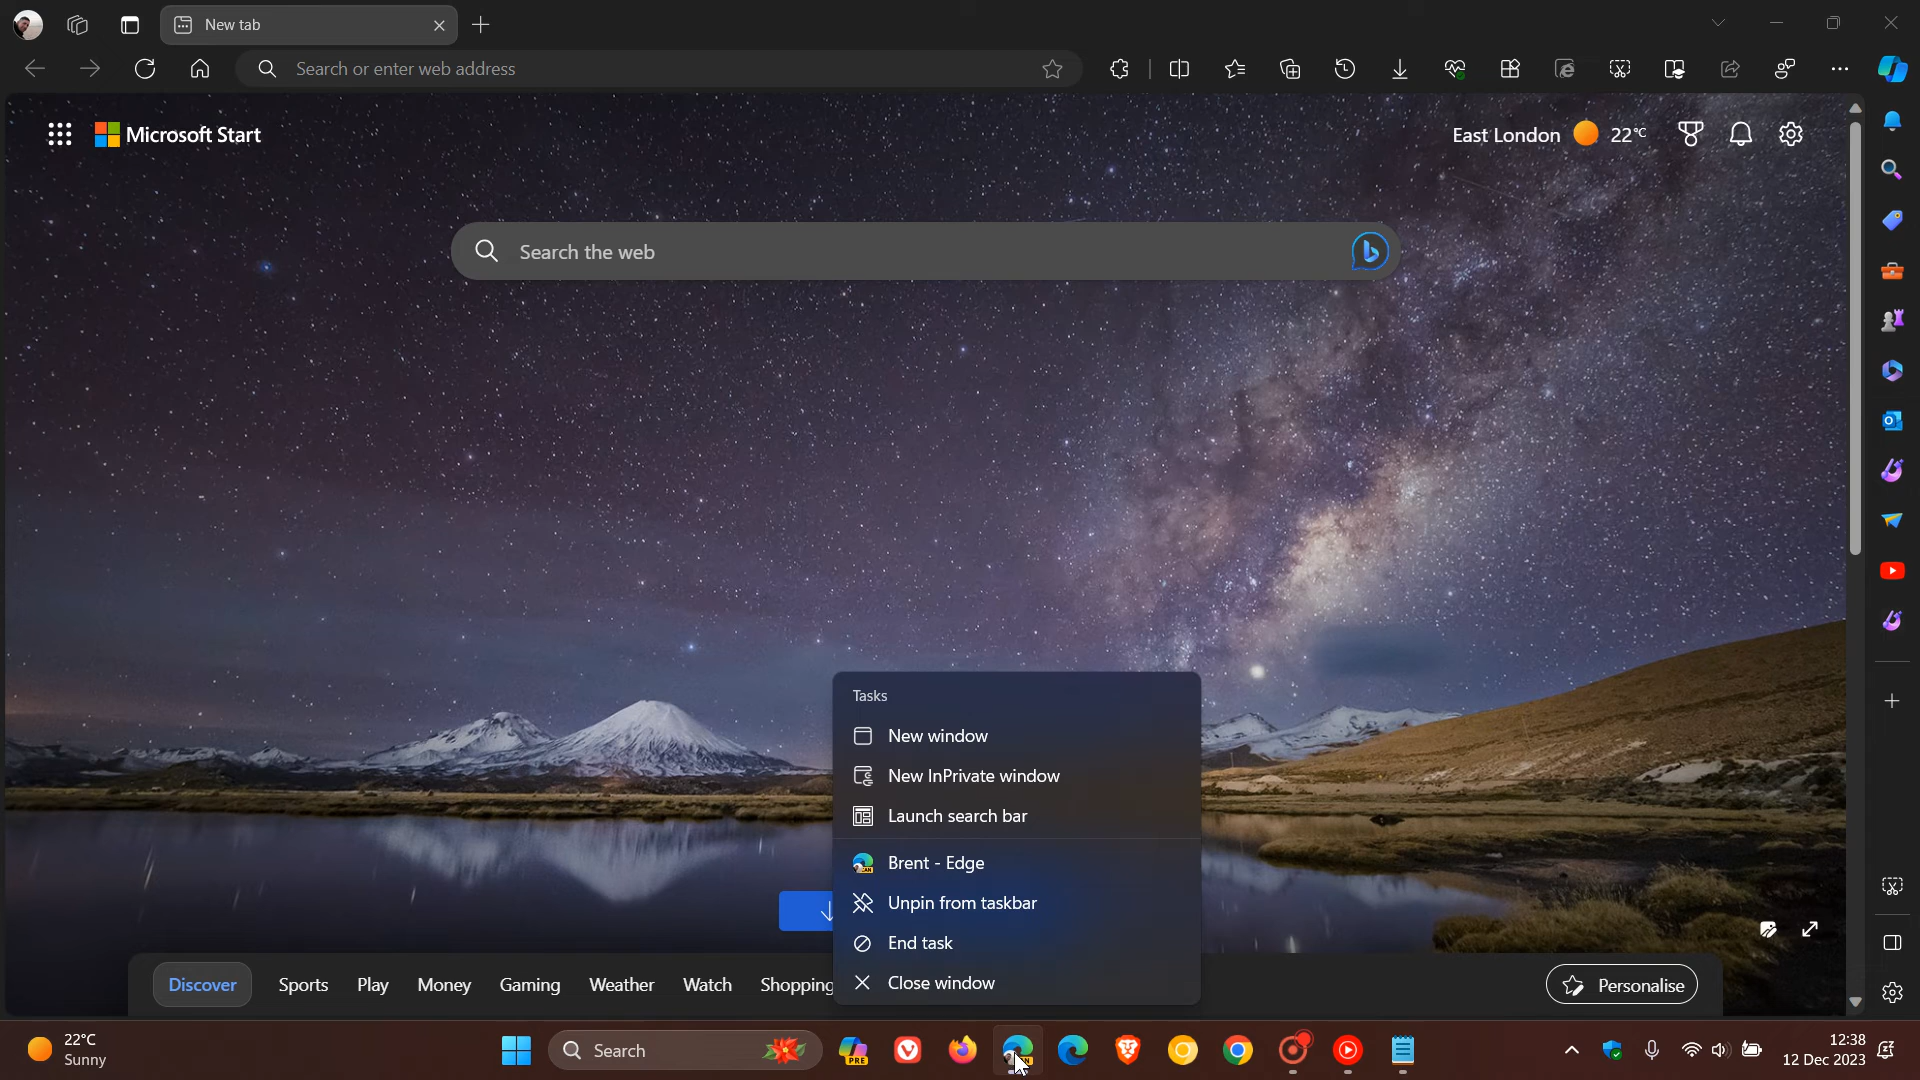 New tab
Search or enter web address
Microsoft Start
East London 22°C
Search the web
Tasks
New window
New InPrivate window
Launch search bar
Brent - Edge
Unpin from taskbar
End task
Close window
Discover Sports Play Money Gaming Weather Watch Shopping
Personalise
22°C
Sunny
Search
PRE
12:38
12 Dec 2023